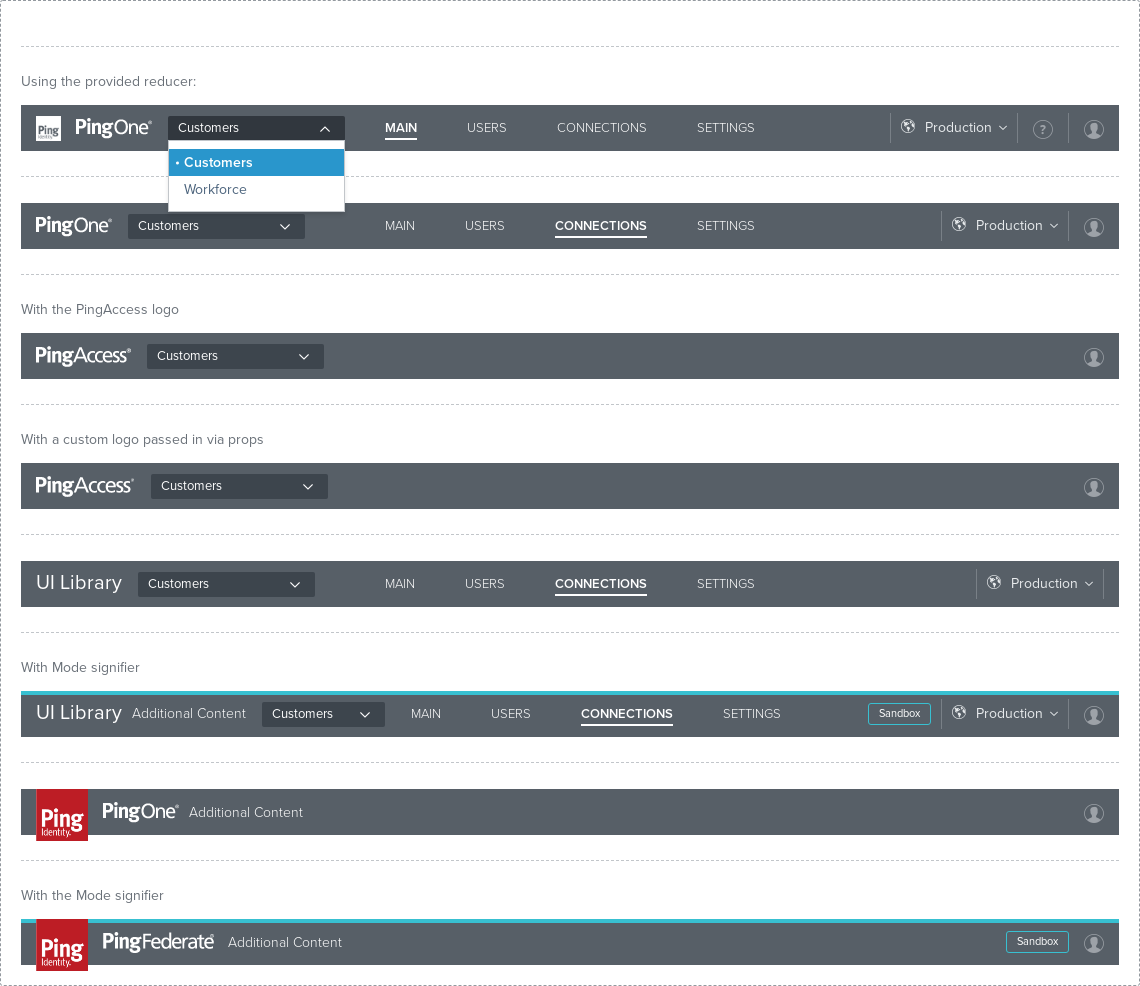 Using the provided reducer:
Ping Identity PingOne® Customers MAIN USERS CONNECTIONS SETTINGS Production ?
• Customers
Workforce
PingOne® Customers MAIN USERS CONNECTIONS SETTINGS Production
With the PingAccess logo
PingAccess® Customers
With a custom logo passed in via props
PingAccess® Customers
UI Library Customers MAIN USERS CONNECTIONS SETTINGS Production
With Mode signifier
UI Library Additional Content Customers MAIN USERS CONNECTIONS SETTINGS Sandbox Production
Ping Identity. PingOne® Additional Content
With the Mode signifier
Ping Identity. PingFederate® Additional Content Sandbox